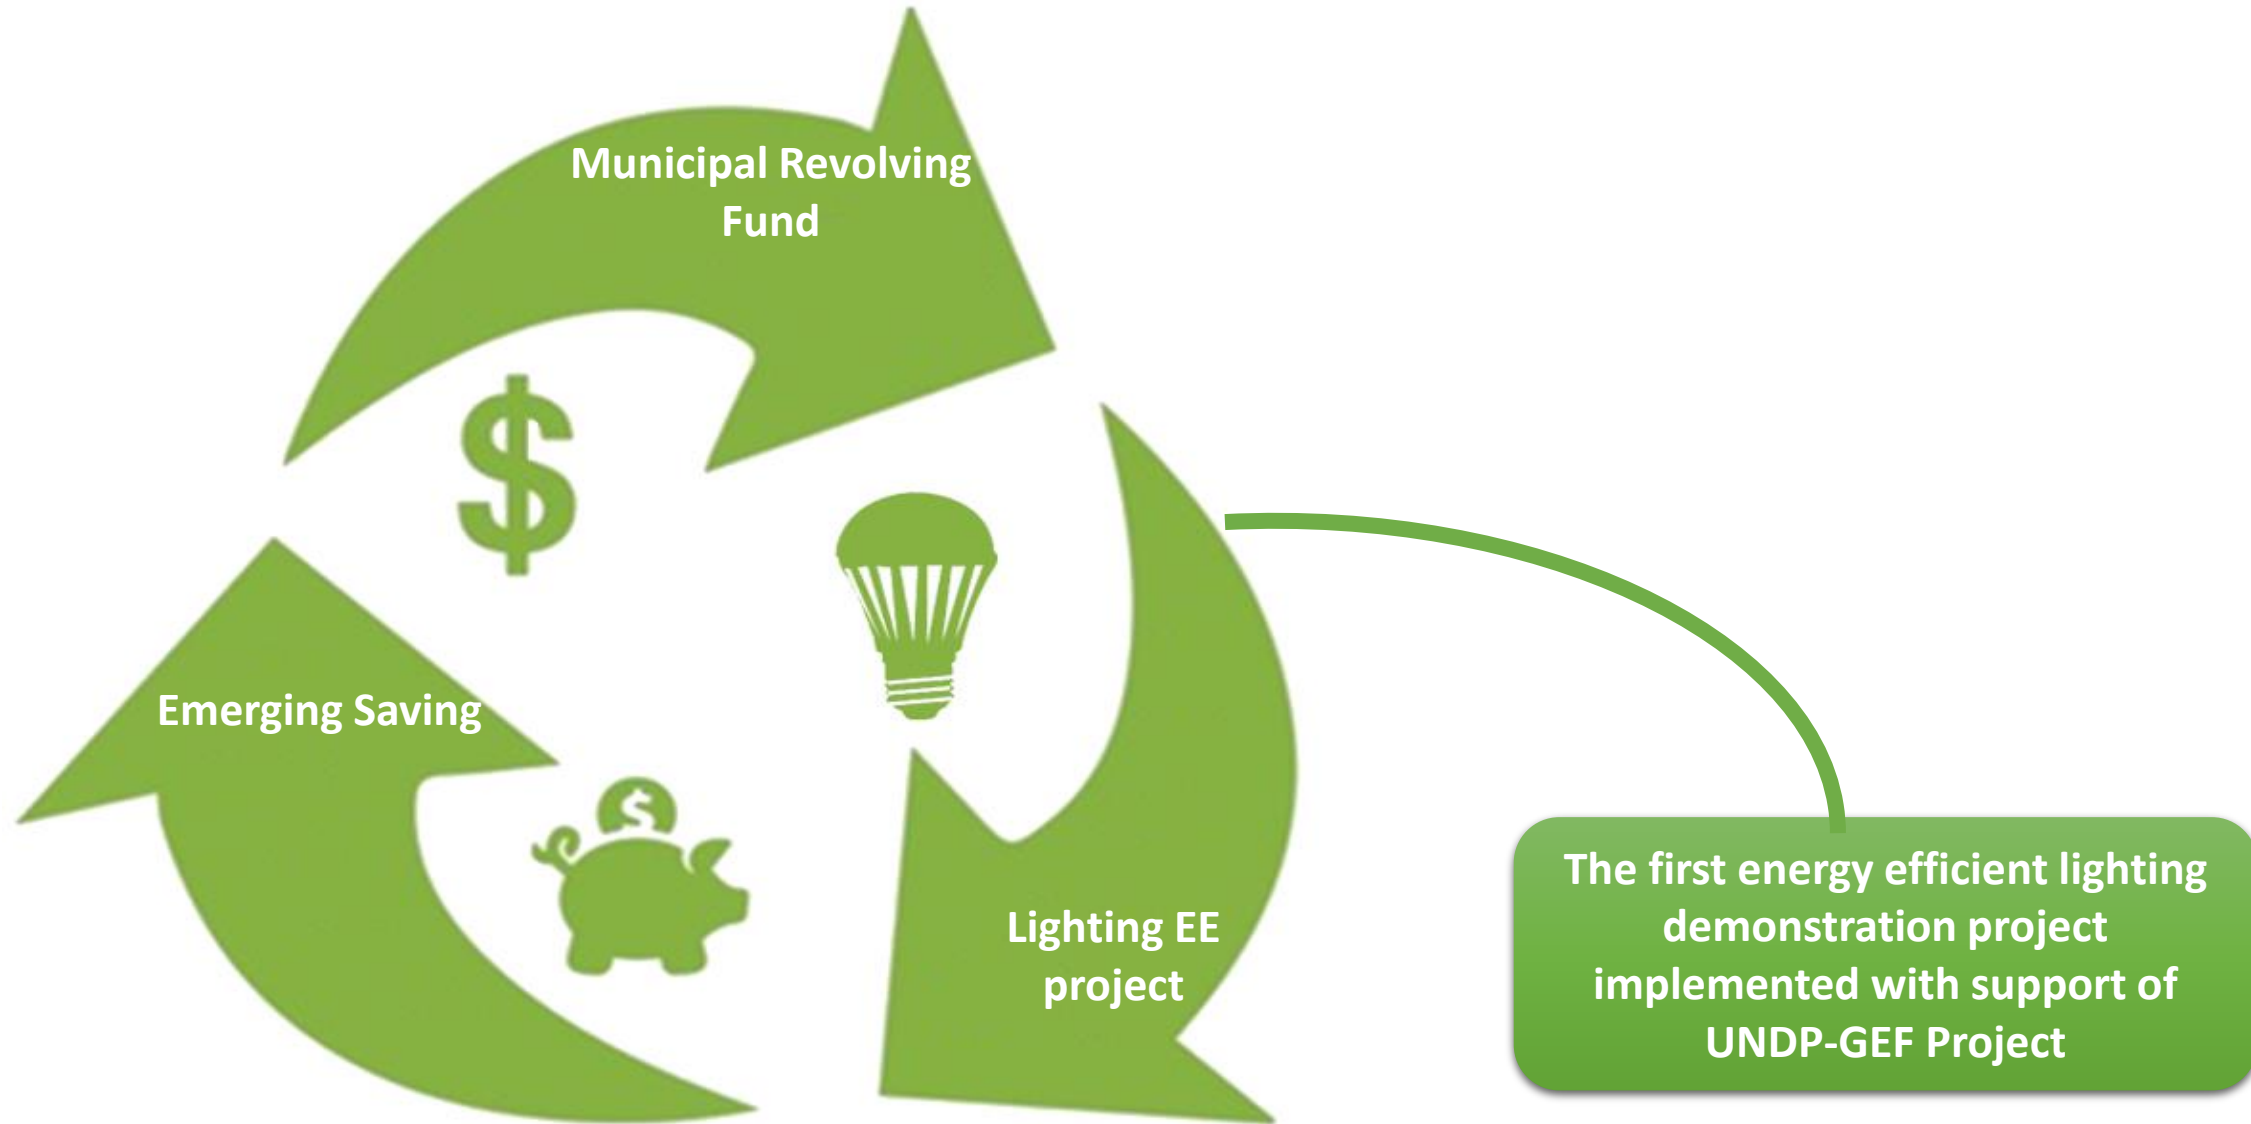 Municipal Revolving
Fund
Emerging Saving
Lighting EE
project
The first energy efficient lighting
demonstration project
implemented with support of
UNDP-GEF Project
$
$